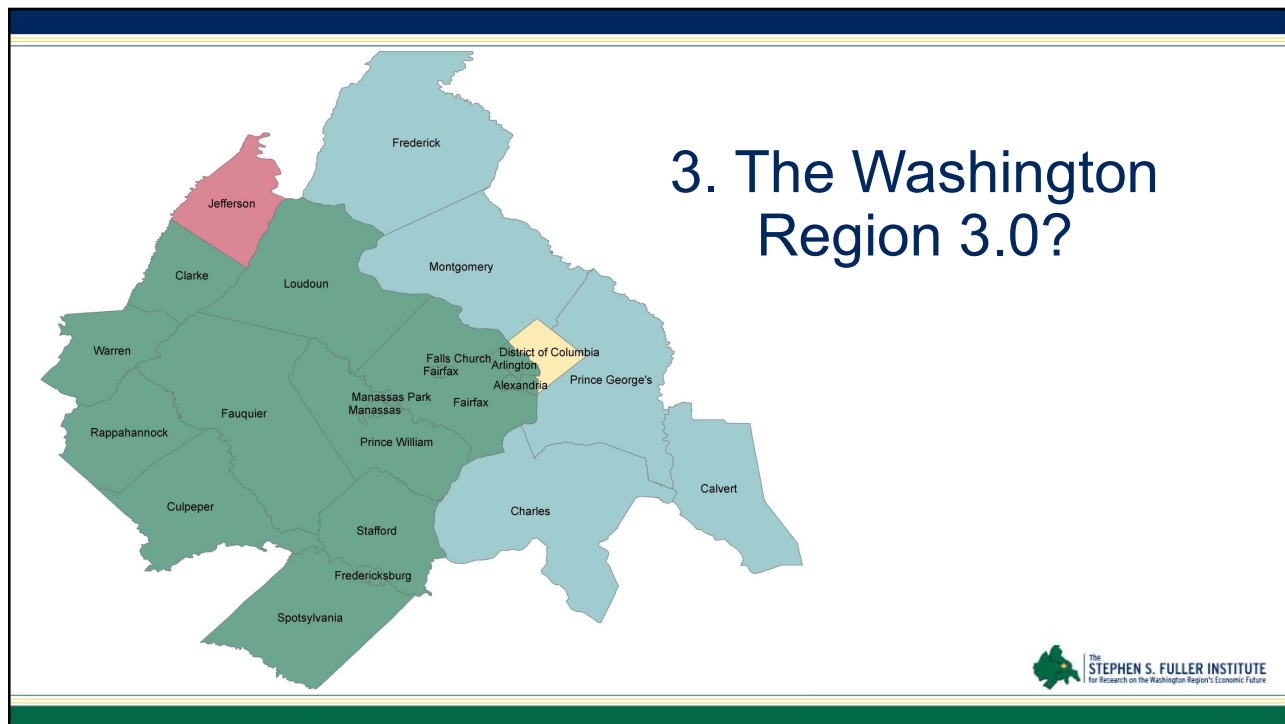 3. The Washington
Region 3.0?
Frederick
Jefferson
Montgomery
Clarke
Loudoun
Warren
District of Columbia
Falls Church
Arlington
Fairfax
Prince George's
Alexandria
Manassas Park
Manassas
Fairfax
Fauquier
Rappahannock
Prince William
Calvert
Culpeper
Charles
Stafford
Fredericksburg
Spotsylvania
The
STEPHEN S. FULLER INSTITUTE
for Research on the Washington Region's Economic Future